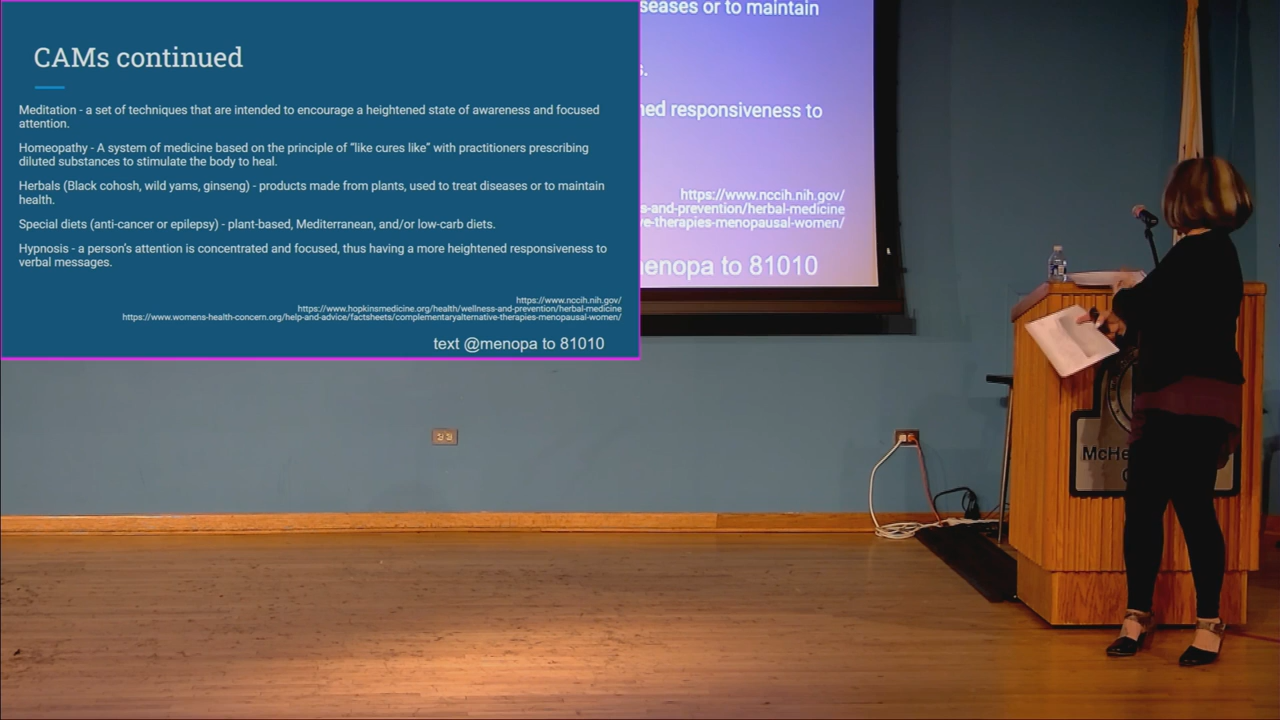 CAMs continued
Meditation - a set of techniques that are intended to encourage a heightened state of awareness and focused
attention.
Homeopathy - A system of medicine based on the principle of “like cures like” with practitioners prescribing
diluted substances to stimulate the body to heal.
Herbals (Black cohosh, wild yams, ginseng) - products made from plants, used to treat diseases or to maintain
health.
Special diets (anti-cancer or epilepsy) - plant-based, Mediterranean, and/or low-carb diets.
Hypnosis - a person’s attention is concentrated and focused, thus having a more heightened responsiveness to
verbal messages.
https://www.nccih.nih.gov/
https://www.hopkinsmedicine.org/health/wellness-and-prevention/herbal-medicine
https://www.womens-health-concern.org/help-and-advice/factsheets/complementaryalternative-therapies-menopausal-women/
text @menopa to 81010
seases or to maintain
s.
ned responsiveness to
https://www.nccih.nih.gov/
s-and-prevention/herbal-medicine
ve-therapies-menopausal-women/
enopa to 81010
McHe
C